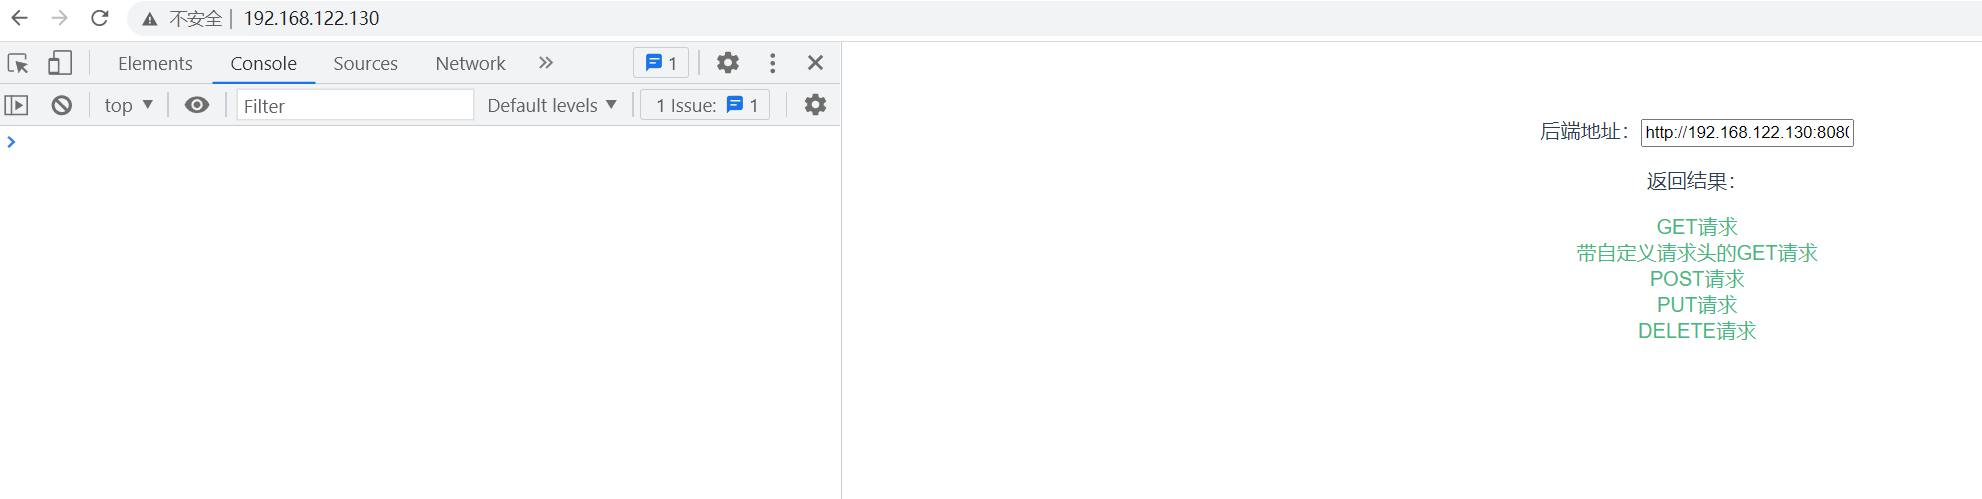 不安全 | 192.168.122.130
Elements Console Sources Network 1
top Filter Default levels 1 Issue: 1
后端地址： http://192.168.122.130:808
返回结果：
GET请求
带自定义请求头的GET请求
POST请求
PUT请求
DELETE请求